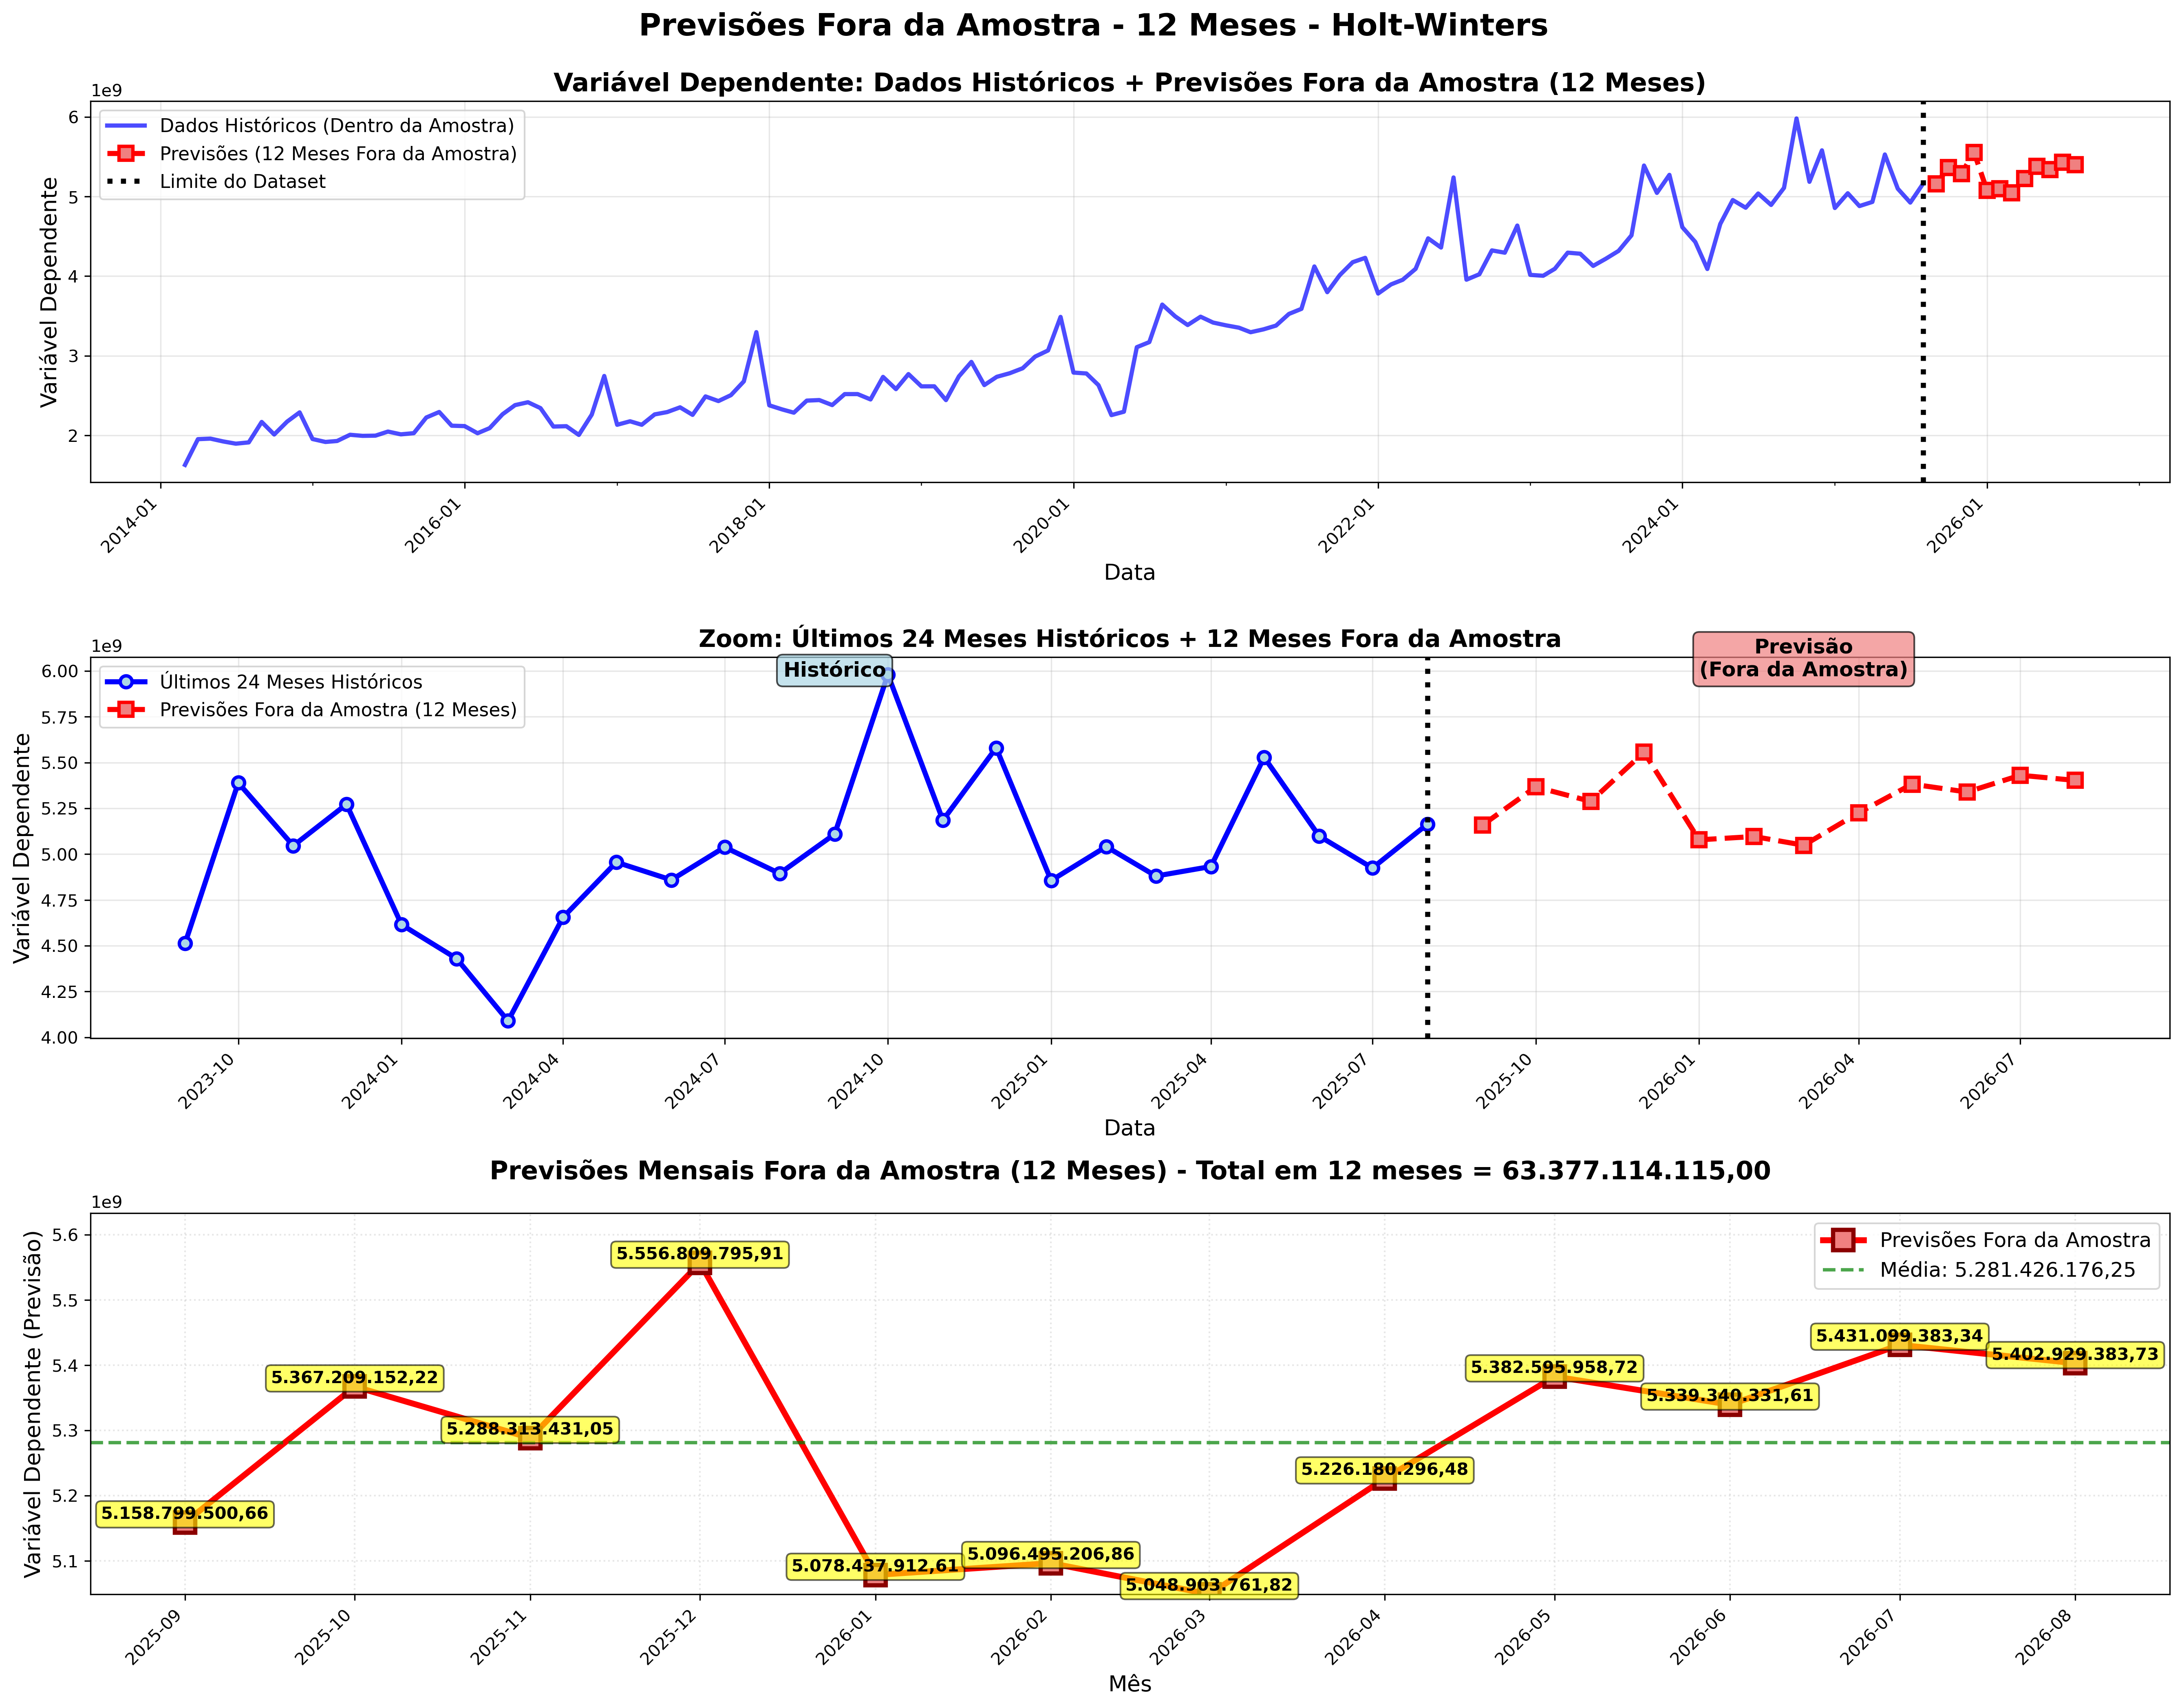 Previsões Fora da Amostra - 12 Meses - Holt-Winters
Variável Dependente: Dados Históricos + Previsões Fora da Amostra (12 Meses)
1e9
Dados Históricos (Dentro da Amostra)
Previsões (12 Meses Fora da Amostra)
Limite do Dataset
Variável Dependente
6
5
4
3
2
2014-01
2016-01
2018-01
2020-01
2022-01
2024-01
2026-01
Data
Zoom: Últimos 24 Meses Históricos + 12 Meses Fora da Amostra
1e9
Histórico
Previsão
(Fora da Amostra)
Últimos 24 Meses Históricos
Previsões Fora da Amostra (12 Meses)
Variável Dependente
6.00
5.75
5.50
5.25
5.00
4.75
4.50
4.25
4.00
2023-10
2024-01
2024-04
2024-07
2024-10
2025-01
2025-04
2025-07
2025-10
2026-01
2026-04
2026-07
Data
Previsões Mensais Fora da Amostra (12 Meses) - Total em 12 meses = 63.377.114.115,00
1e9
Previsões Fora da Amostra
Média: 5.281.426.176,25
Variável Dependente (Previsão)
5.6
5.5
5.4
5.3
5.2
5.1
5.158.799.500,66
5.367.209.152,22
5.288.313.431,05
5.556.809.795,91
5.078.437.912,61
5.096.495.206,86
5.048.903.761,82
5.226.180.296,48
5.382.595.958,72
5.339.340.331,61
5.431.099.383,34
5.402.929.383,73
2025-09
2025-10
2025-11
2025-12
2026-01
2026-02
2026-03
2026-04
2026-05
2026-06
2026-07
2026-08
Mês